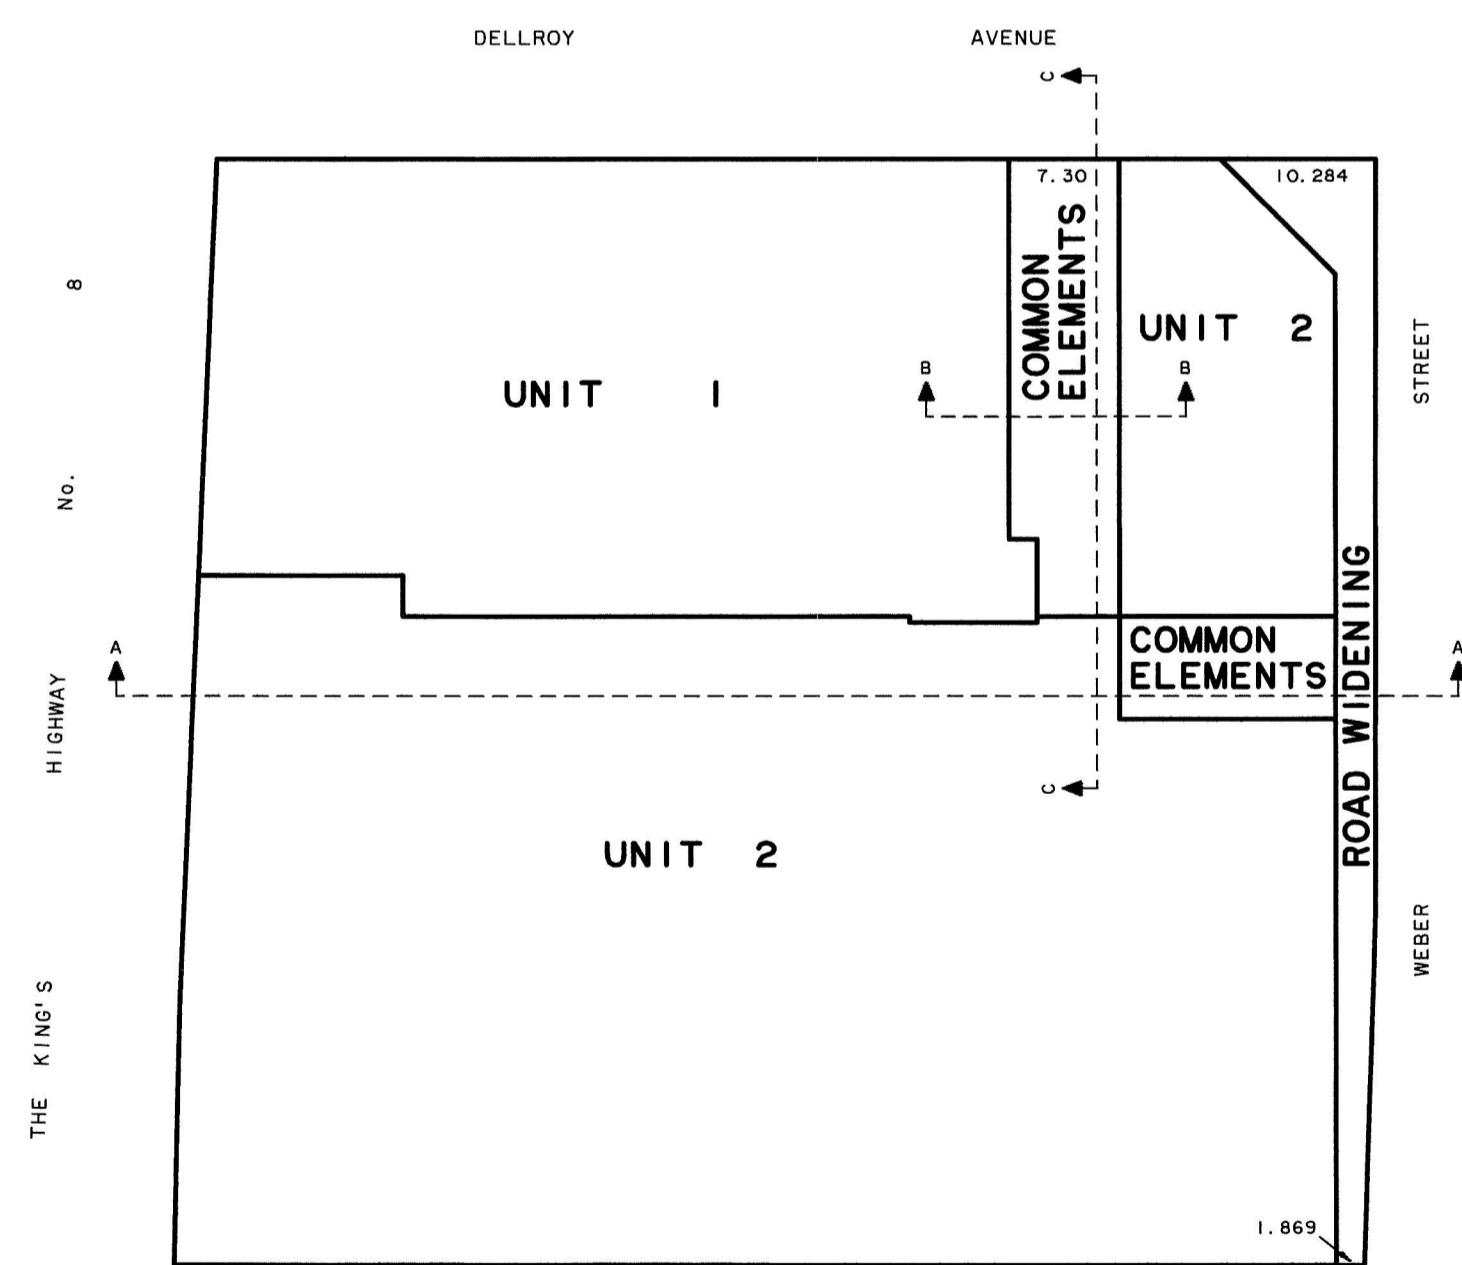 DELLROY AVENUE
C
7.30
10.284
COMMON
ELEMENTS
UNIT 2
UNIT 1
B
B
THE KING'S HIGHWAY No. 8
WEBER STREET
ROAD WIDENING
A
COMMON
ELEMENTS
A
C
UNIT 2
1.869